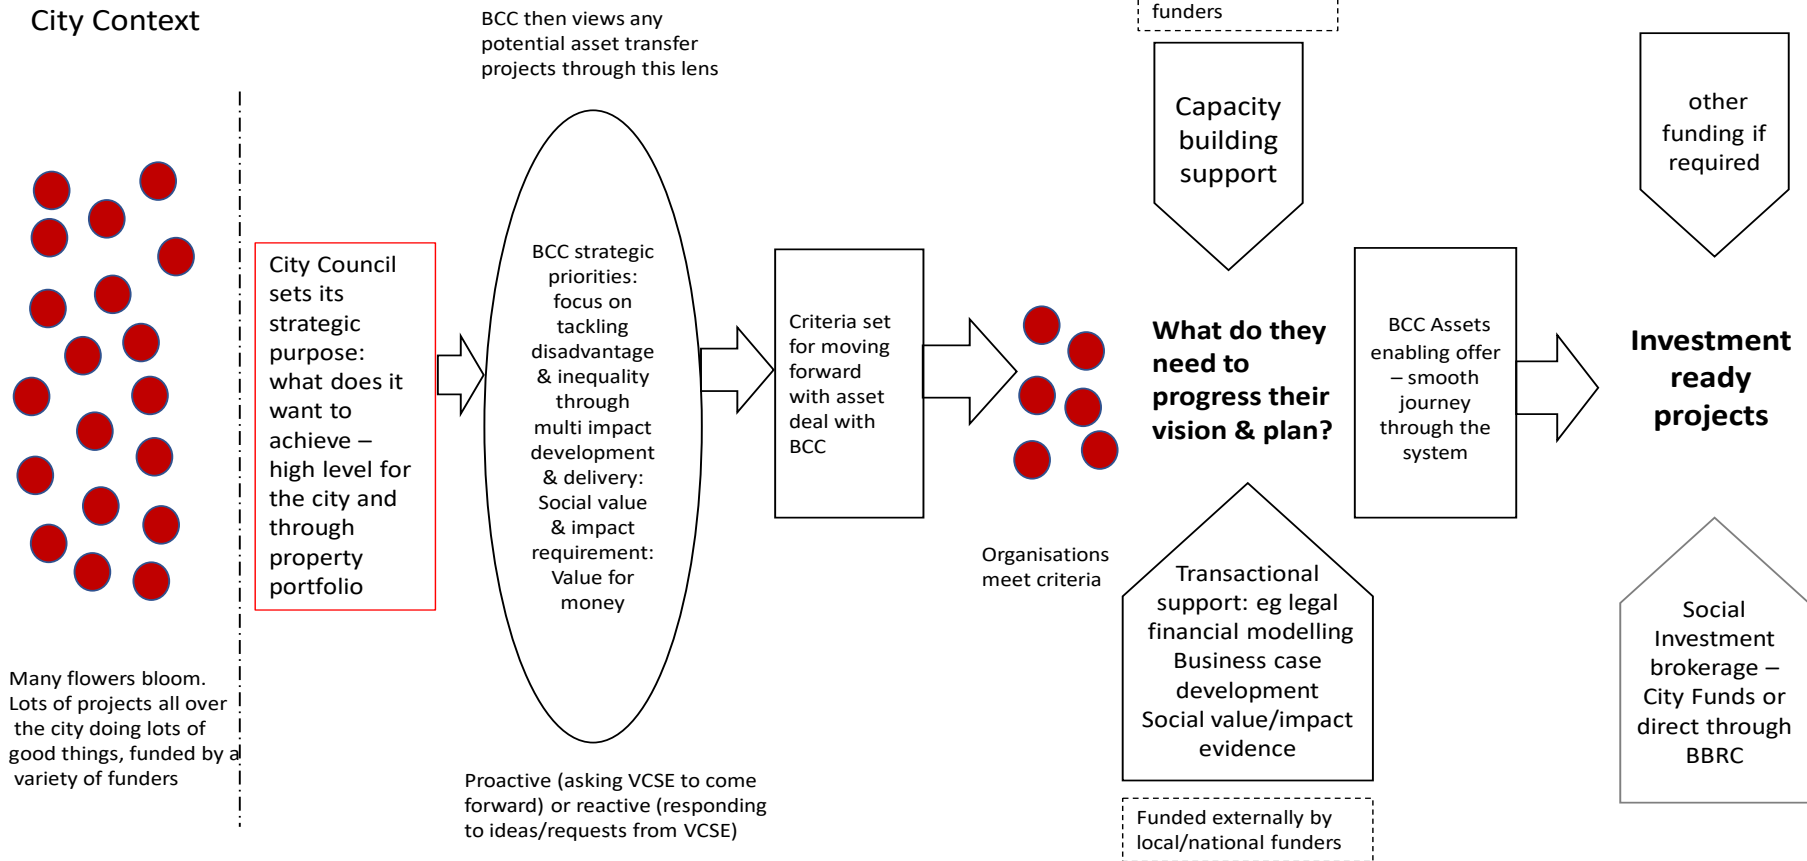 City Context
BCC then views any
potential asset transfer
projects through this lens
funders
Capacity
building
support
other
funding if
required
City Council
sets its
strategic
purpose:
what does it
want to
achieve –
high level for
the city and
through
property
portfolio
BCC strategic
priorities:
focus on
tackling
disadvantage
& inequality
through
multi impact
development
& delivery:
Social value
& impact
requirement:
Value for
money
Criteria set
for moving
forward
with asset
deal with
BCC
What do they
need to
progress their
vision & plan?
BCC Assets
enabling offer
– smooth
journey
through the
system
Investment
ready
projects
Organisations
meet criteria
Transactional
support: eg legal
financial modelling
Business case
development
Social value/impact
evidence
Social
Investment
brokerage –
City Funds or
direct through
BBRC
Many flowers bloom.
Lots of projects all over
the city doing lots of
good things, funded by a
variety of funders
Proactive (asking VCSE to come
forward) or reactive (responding
to ideas/requests from VCSE)
Funded externally by
local/national funders